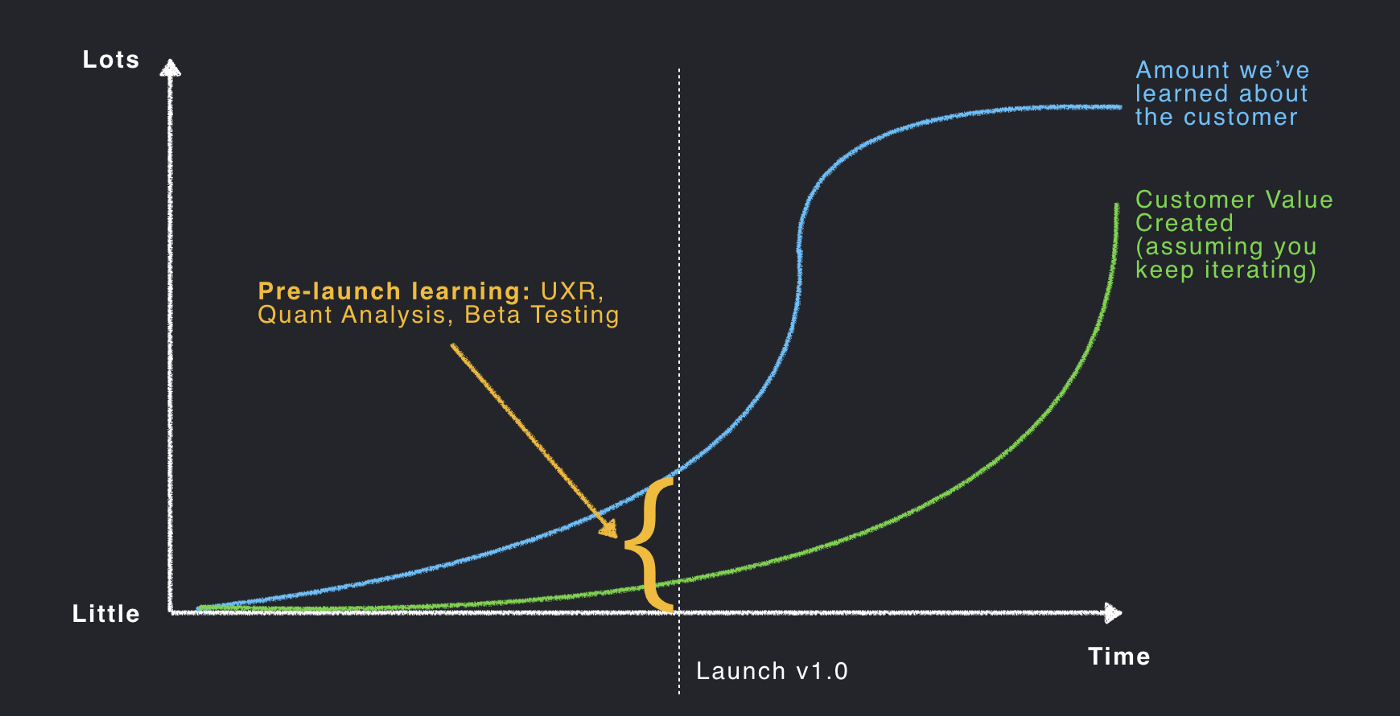 Lots
Amount we’ve
learned about
the customer
Customer Value
Created
(assuming you
keep iterating)
Pre-launch learning: UXR,
Quant Analysis, Beta Testing
Little
Time
Launch v1.0